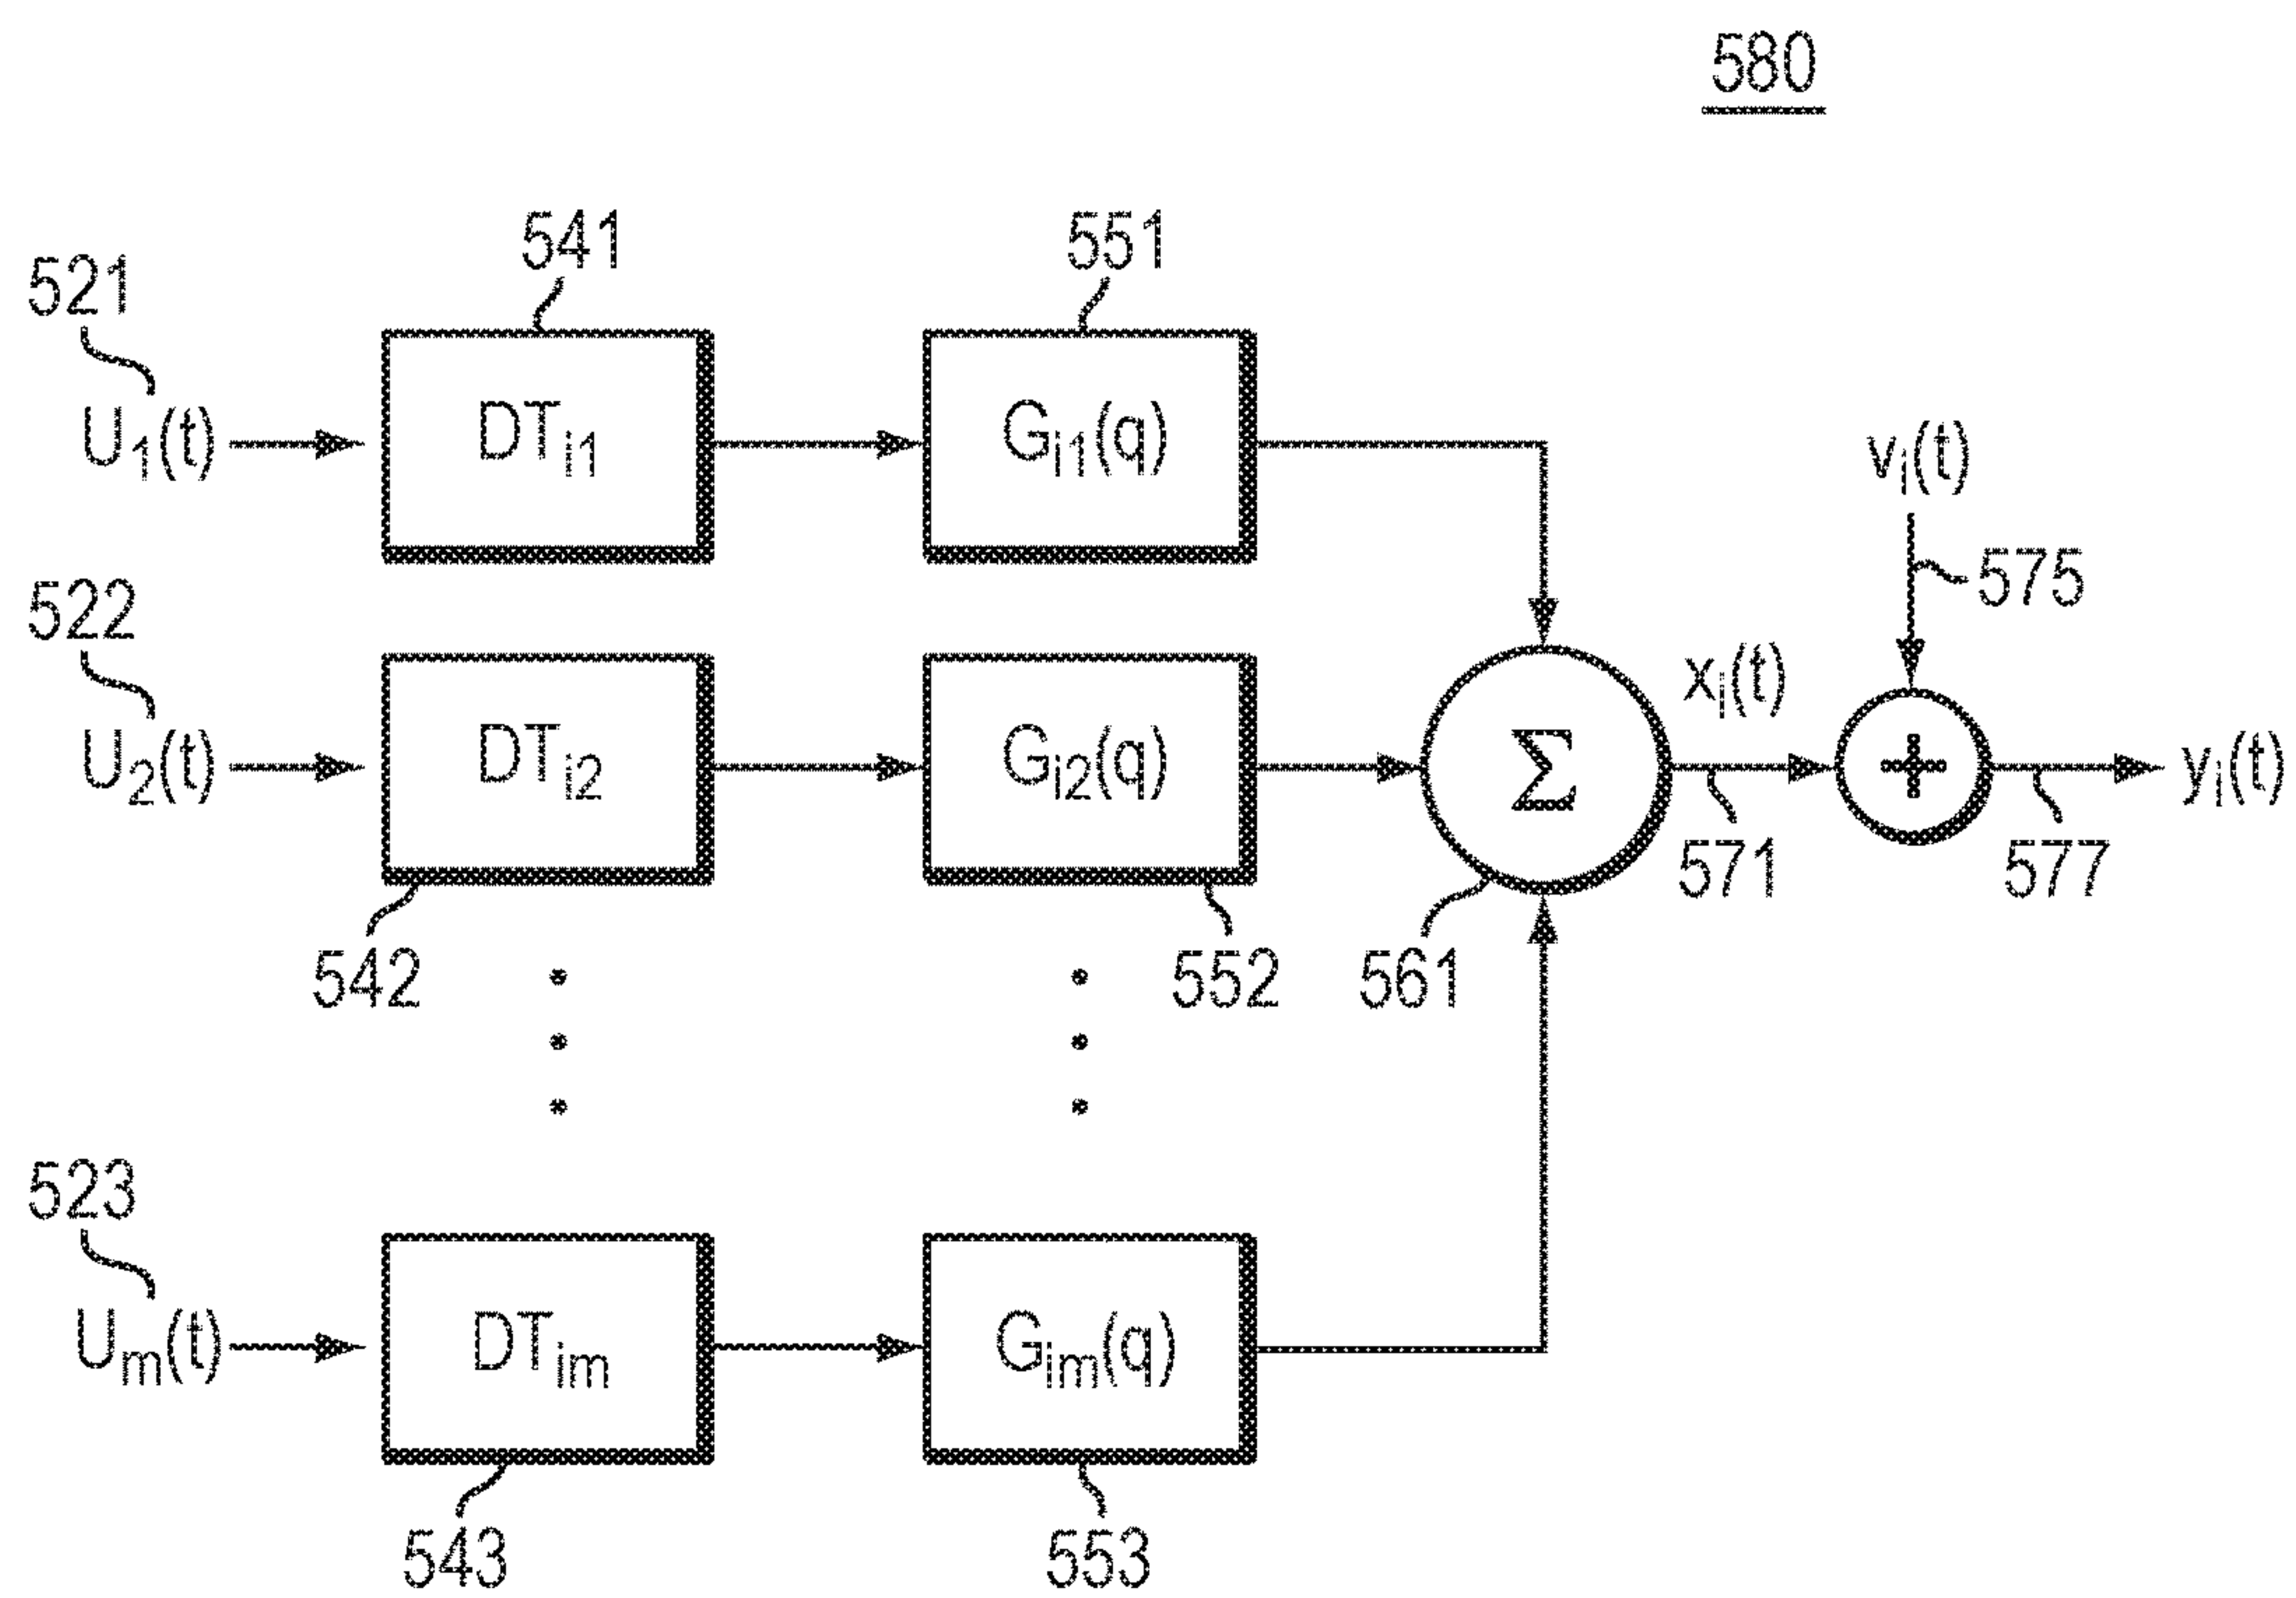 580
541
551
521
U1(t)
DTi1
Gi1(q)
vi(t)
575
522
U2(t)
DTi2
Gi2(q)
Σ
xi(t)
+
yi(t)
571
577
542
552
561
523
Um(t)
DTim
Gim(q)
543
553